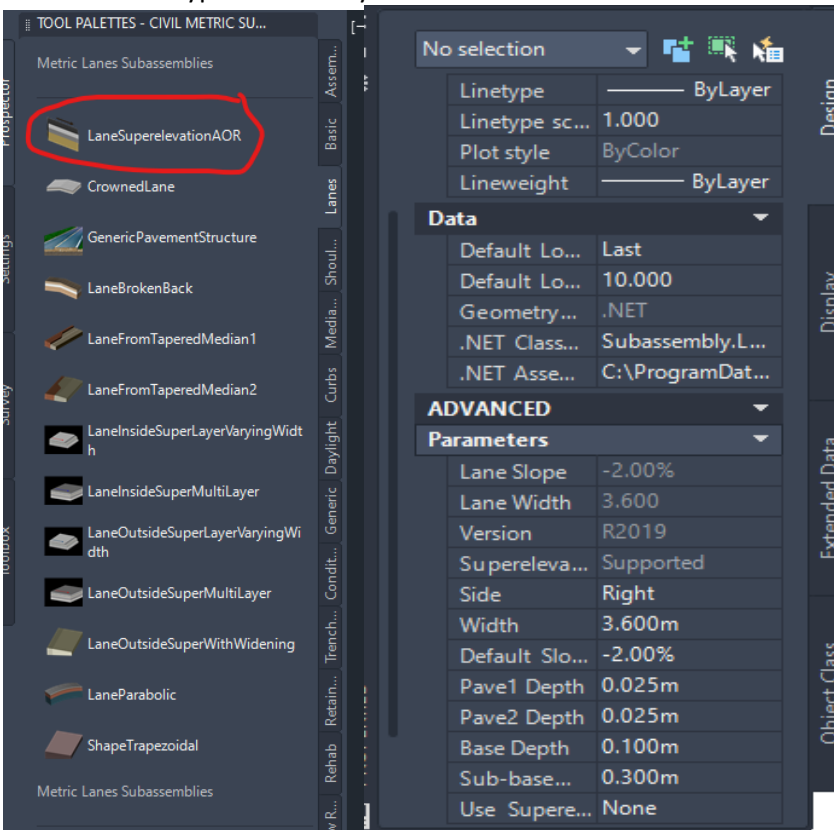 TOOL PALETTES - CIVIL METRIC SU...
Metric Lanes Subassemblies
LaneSuperelevationAOR
CrownedLane
GenericPavementStructure
LaneBrokenBack
LaneFromTaperedMedian1
LaneFromTaperedMedian2
LaneInsideSuperLayerVaryingWidt
h
LaneInsideSuperMultiLayer
LaneOutsideSuperLayerVaryingWi
dth
LaneOutsideSuperMultiLayer
LaneOutsideSuperWithWidening
LaneParabolic
ShapeTrapezoidal
Metric Lanes Subassemblies
Prospector
Settings
Survey
Toolbox
Assem...
Basic
Lanes
Shoul...
Media...
Curbs
Daylight
Generic
Condit...
Trench...
Retain...
Rehab
No selection
Linetype ByLayer
Linetype sc... 1.000
Plot style ByColor
Lineweight ByLayer
Data
Default Lo... Last
Default Lo... 10.000
Geometry... .NET
.NET Class... Subassembly.L...
.NET Asse... C:\ProgramDat...
ADVANCED
Parameters
Lane Slope -2.00%
Lane Width 3.600
Version R2019
Supereleva... Supported
Side Right
Width 3.600m
Default Slo... -2.00%
Pave1 Depth 0.025m
Pave2 Depth 0.025m
Base Depth 0.100m
Sub-base... 0.300m
Use Supere... None
Design
Display
Extended Data
Object Class